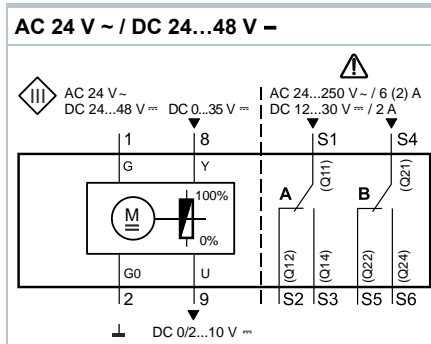 AC 24 V ~ / DC 24...48 V ⎓
III
AC 24 V ~
DC 24...48 V ⎓
DC 0...35 V ⎓
AC 24...250 V ~ / 6 (2) A
DC 12...30 V ⎓ / 2 A
1
8
S1
S4
G
Y
(Q11)
(Q21)
M
100%
0%
A
B
G0
U
(Q12)
(Q14)
(Q22)
(Q24)
2
9
S2
S3
S5
S6
DC 0/2...10 V ⎓